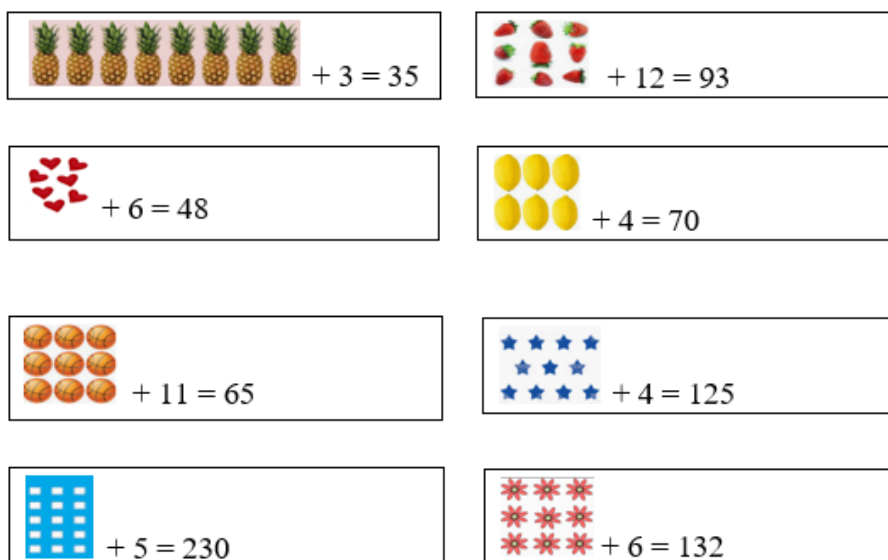 + 3 = 35
+ 12 = 93
+ 6 = 48
+ 4 = 70
+ 11 = 65
+ 4 = 125
+ 5 = 230
+ 6 = 132